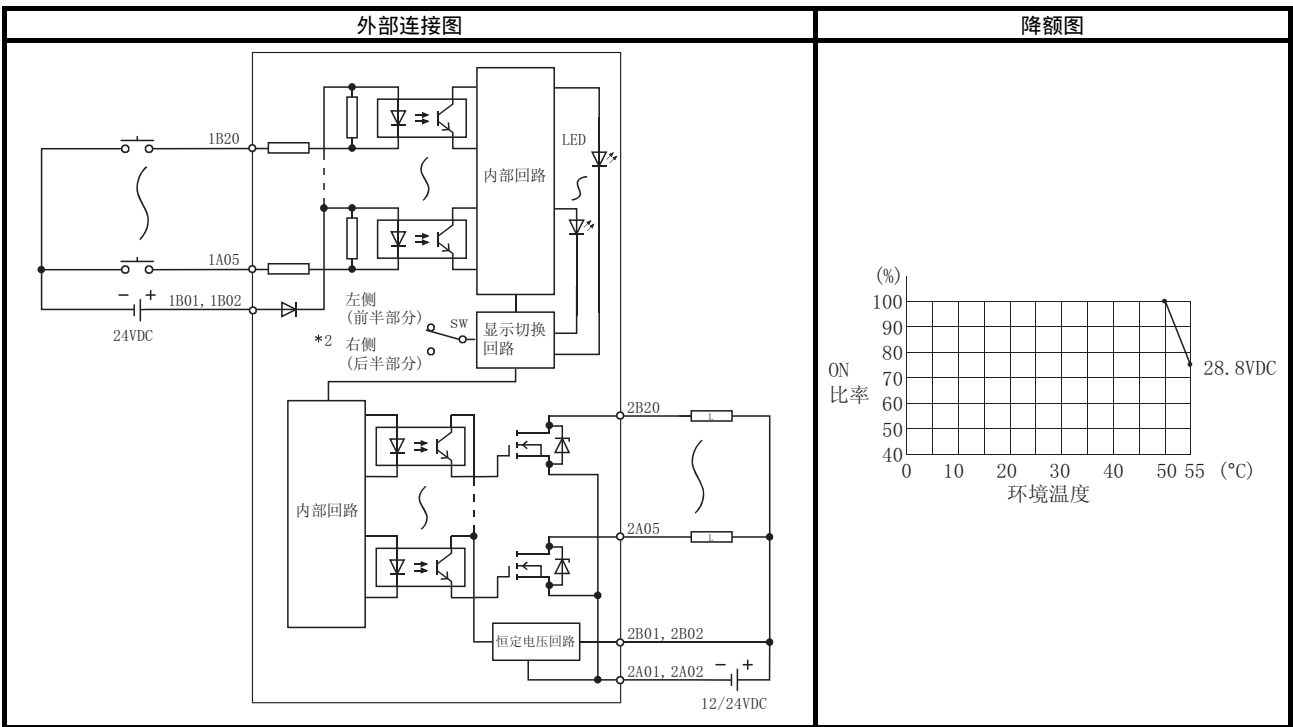 外部连接图
降额图
1B20
LED
内部回路
1A05
− +
1B01, 1B02
24VDC
左侧
(前半部分)
SW
*2
右侧
(后半部分)
显示切换
回路
2B20
L
内部回路
2A05
L
恒定电压回路
2B01, 2B02
2A01, 2A02
− +
12/24VDC
(%)
100
90
80
70
60
50
40
ON
比率
28.8VDC
0 10 20 30 40 50 55 (°C)
环境温度